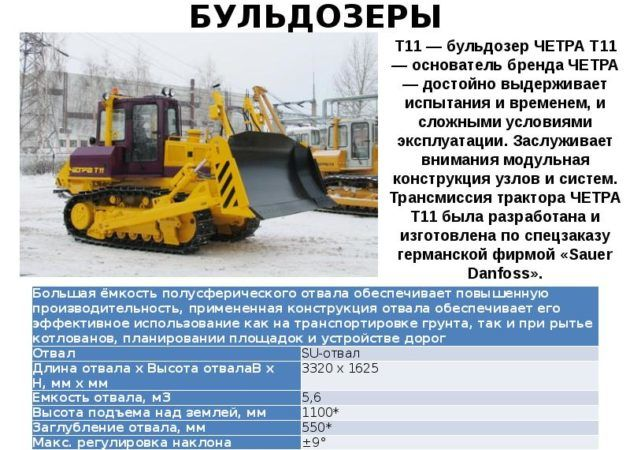 БУЛЬДОЗЕРЫ
Т11 — бульдозер ЧЕТРА Т11
— основатель бренда ЧЕТРА
— достойно выдерживает
испытания и временем, и
сложными условиями
эксплуатации. Заслуживает
внимания модульная
конструкция узлов и систем.
Трансмиссия трактора ЧЕТРА
Т11 была разработана и
изготовлена по спецзаказу
германской фирмой «Sauer
Danfoss».
ЧЕТРА Т11
Большая ёмкость полусферического отвала обеспечивает повышенную
производительность, примененная конструкция отвала обеспечивает его
эффективное использование как на транспортировке грунта, так и при рытье
котлованов, планировании площадок и устройстве дорог
Отвал SU-отвал
Длина отвала х Высота отвалаВ х 3320 х 1625
Н, мм х мм
Емкость отвала, м3 5,6
Высота подъема над землей, мм 1100*
Заглубление отвала, мм 550*
Макс. регулировка наклона ±9°